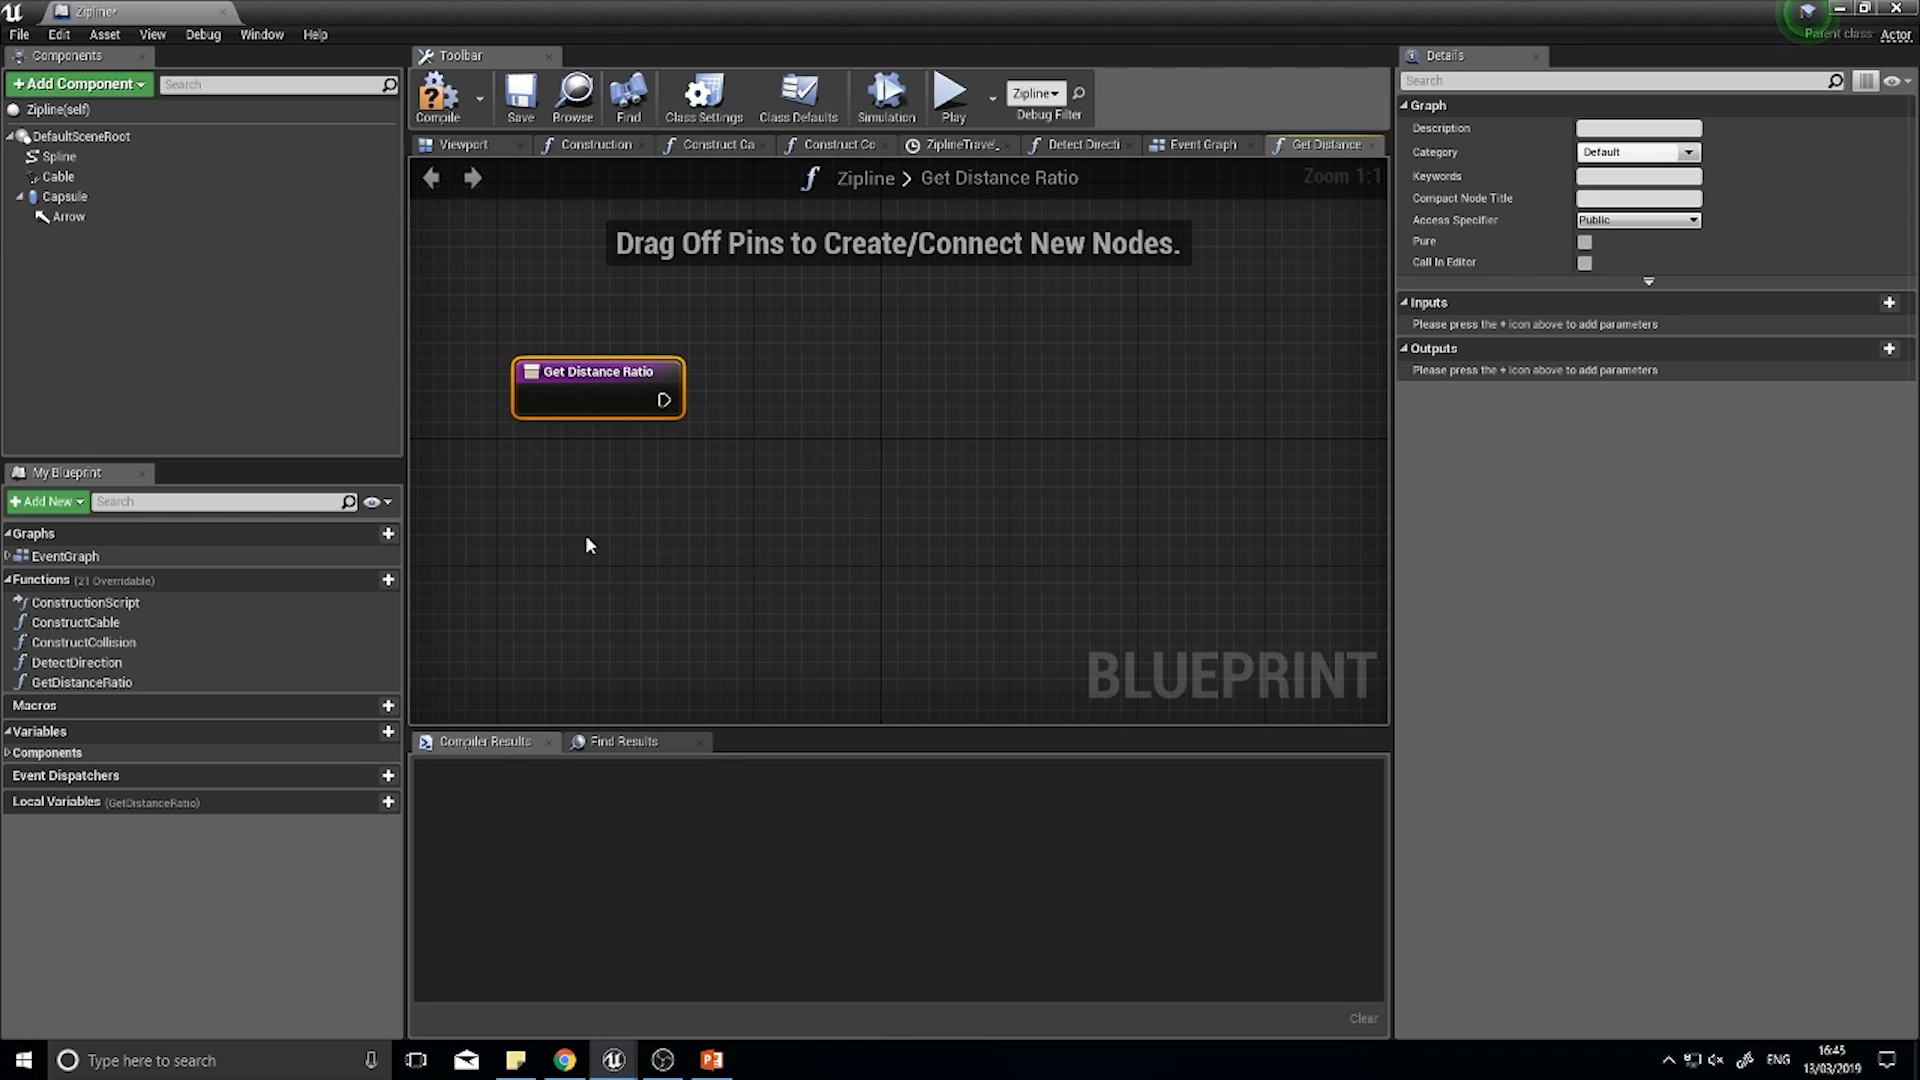 Zipline*
File Edit Asset View Debug Window Help
Parent class: Actor
Components
+Add Component
Search
Zipline(self)
DefaultSceneRoot
Spline
Cable
Capsule
Arrow
Toolbar
Compile
Save
Browse
Find
Class Settings
Class Defaults
Simulation
Play
Zipline
Debug Filter
Viewport
Construction
Construct Ca
Construct Co
ZiplineTravel_
Detect Directi
Event Graph
Get Distance
Zipline > Get Distance Ratio
Zoom 1:1
Drag Off Pins to Create/Connect New Nodes.
Get Distance Ratio
BLUEPRINT
My Blueprint
+Add New
Search
Graphs
EventGraph
Functions (21 Overridable)
ConstructionScript
ConstructCable
ConstructCollision
DetectDirection
GetDistanceRatio
Macros
Variables
Components
Event Dispatchers
Local Variables (GetDistanceRatio)
Compiler Results
Find Results
Clear
Details
Search
Graph
Description
Category Default
Keywords
Compact Node Title
Access Specifier Public
Pure
Call In Editor
Inputs
Please press the + icon above to add parameters
Outputs
Please press the + icon above to add parameters
Type here to search
ENG
16:45
13/03/2019